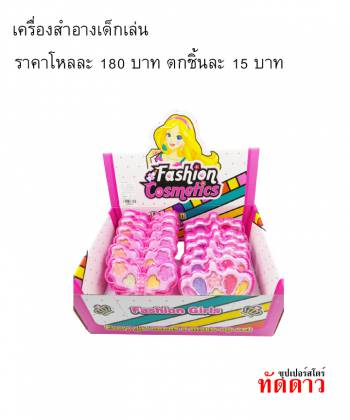 เครื่องสำอางเด็กเล่น
ราคาโหลละ 180 บาท ตกชิ้นละ 15 บาท
Fashion
Cosmetics
Fashion Girls
ซุปเปอร์สโตร์
ทัดดาว